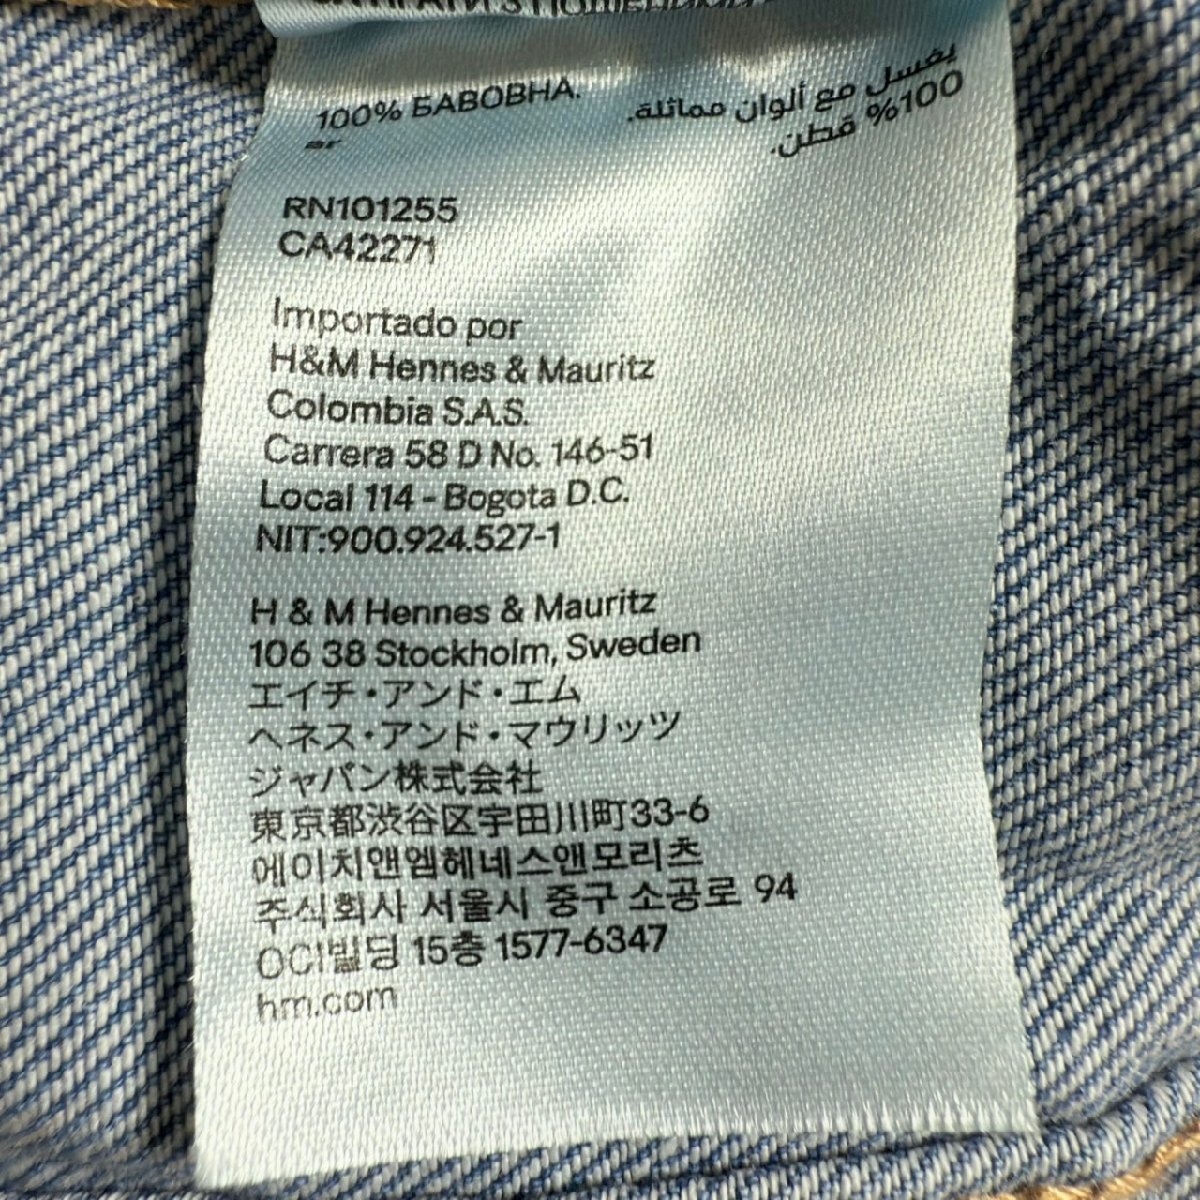 100% БАВОВНА.
يغسل مع ألوان مماثلة.
100% قطن.
ar
RN101255
CA42271
Importado por
H&M Hennes & Mauritz
Colombia S.A.S.
Carrera 58 D No. 146-51
Local 114 - Bogota D.C.
NIT:900.924.527-1
H & M Hennes & Mauritz
106 38 Stockholm, Sweden
エイチ・アンド・エム
ヘネス・アンド・マウリッツ
ジャパン株式会社
東京都渋谷区宇田川町33-6
에이치앤엠헤네스앤모리츠
주식회사 서울시 중구 소공로 94
OCI빌딩 15층 1577-6347
hm.com